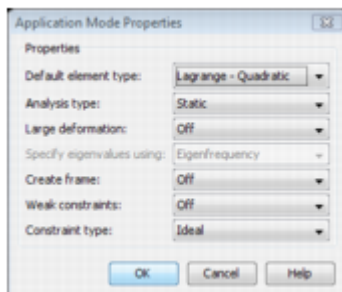 Application Mode Properties
Properties
Default element type: Lagrange - Quadratic
Analysis type: Static
Large deformation: Off
Specify eigenvalues using: Eigenfrequency
Create frame: Off
Weak constraints: Off
Constraint type: Ideal
OK Cancel Help